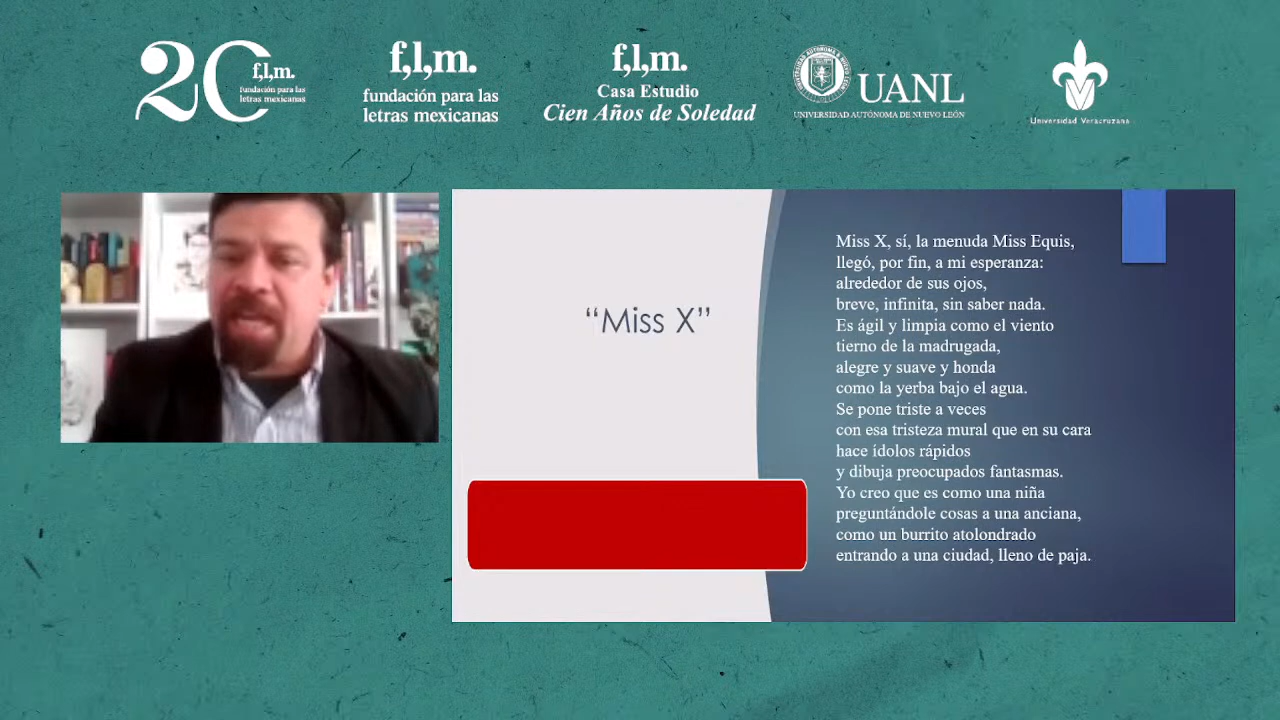 20 f,l,m.
fundación para las
letras mexicanas
f,l,m.
fundación para las
letras mexicanas
f,l,m.
Casa Estudio
Cien Años de Soledad
UANL
UNIVERSIDAD AUTÓNOMA DE NUEVO LEÓN
Universidad Veracruzana
“Miss X”
Miss X, sí, la menuda Miss Equis,
llegó, por fin, a mi esperanza:
alrededor de sus ojos,
breve, infinita, sin saber nada.
Es ágil y limpia como el viento
tierno de la madrugada,
alegre y suave y honda
como la yerba bajo el agua.
Se pone triste a veces
con esa tristeza mural que en su cara
hace ídolos rápidos
y dibuja preocupados fantasmas.
Yo creo que es como una niña
preguntándole cosas a una anciana,
como un burrito atolondrado
entrando a una ciudad, lleno de paja.